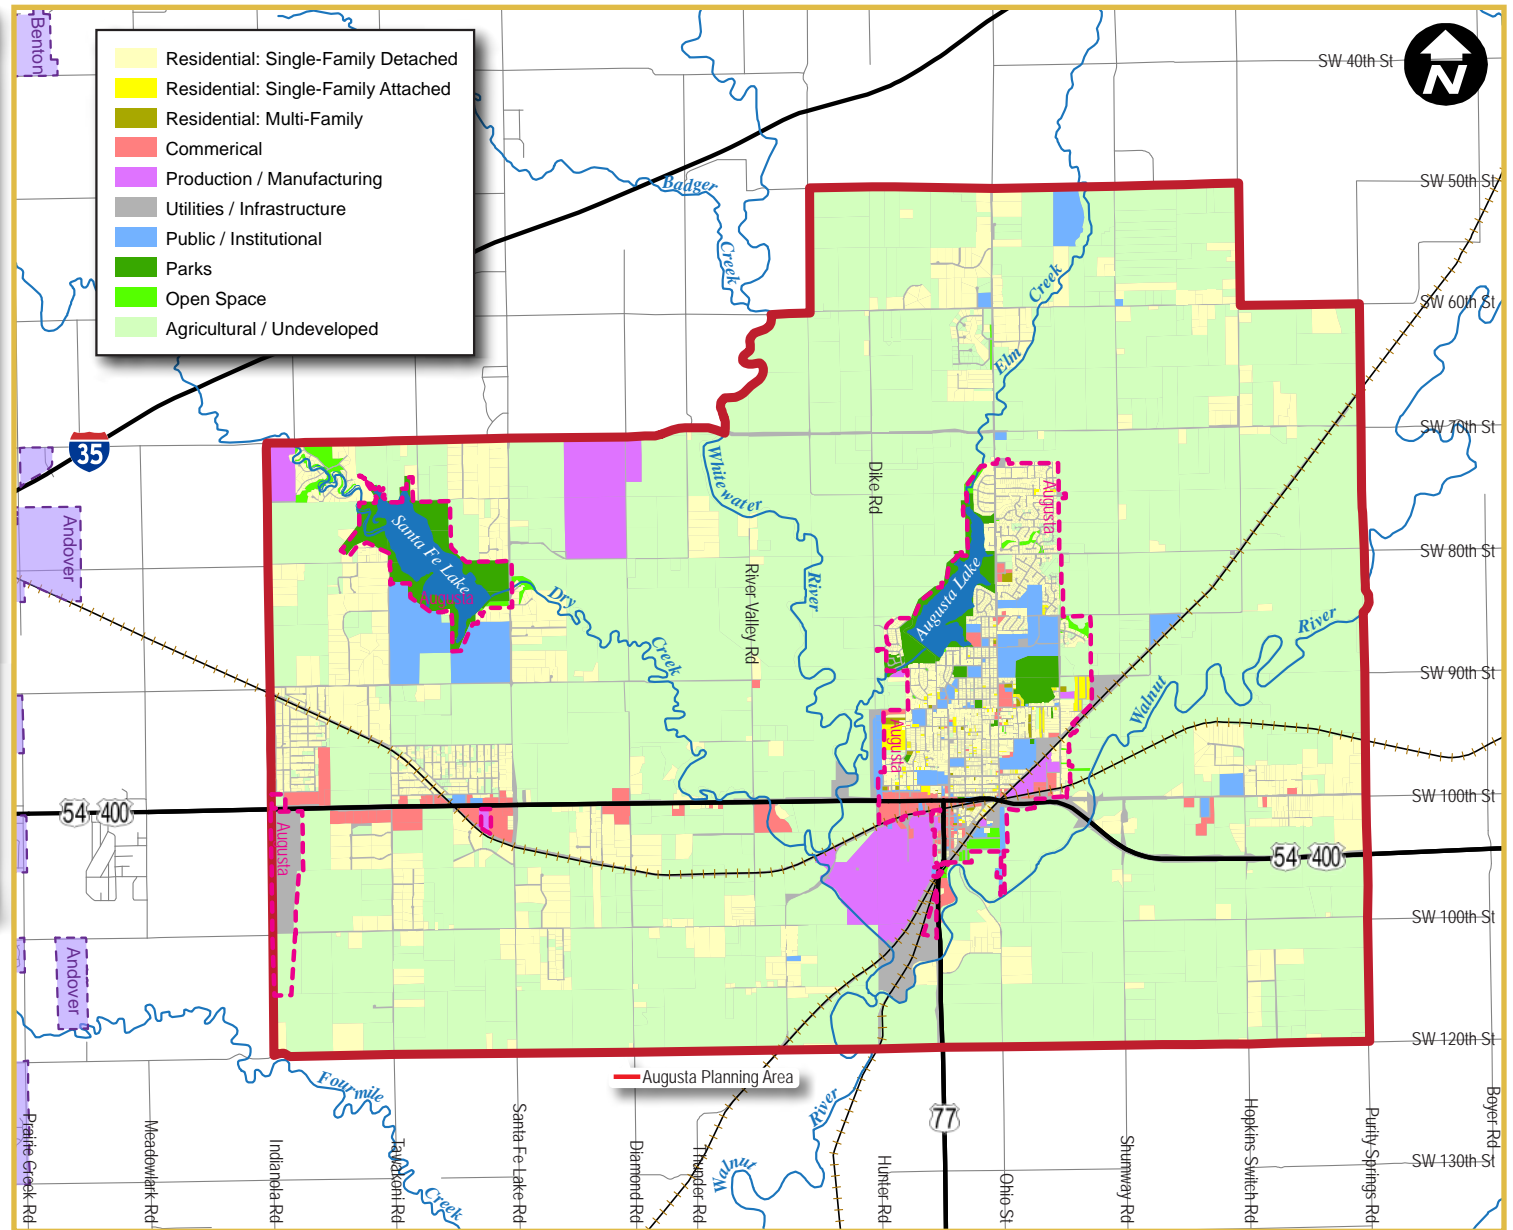 Benton
Residential: Single-Family Detached
Residential: Single-Family Attached
Residential: Multi-Family
Commerical
Production / Manufacturing
Utilities / Infrastructure
Public / Institutional
Parks
Open Space
Agricultural / Undeveloped
N
SW 40th St
SW 50th St
SW 60th St
SW 70th St
SW 80th St
SW 90th St
SW 100th St
SW 100th St
SW 120th St
SW 130th St
Badger
Creek
Elm
Creek
35
Andover
Santa Fe Lake
Augusta
Whitewater
River
Dike Rd
Augusta
Augusta Lake
Dry
Creek
River Valley Rd
River
Walnut
Augusta
54
400
Augusta
54
400
Andover
Augusta Planning Area
77
Fourmile
Creek
Walnut
River
Prairie Creek Rd
Meadowlark Rd
Indianola Rd
Tawakoni Rd
Santa Fe Lake Rd
Diamond Rd
Thunder Rd
Hunter Rd
Ohio St
Shumway Rd
Hopkins Switch Rd
Purity Springs Rd
Boyer Rd